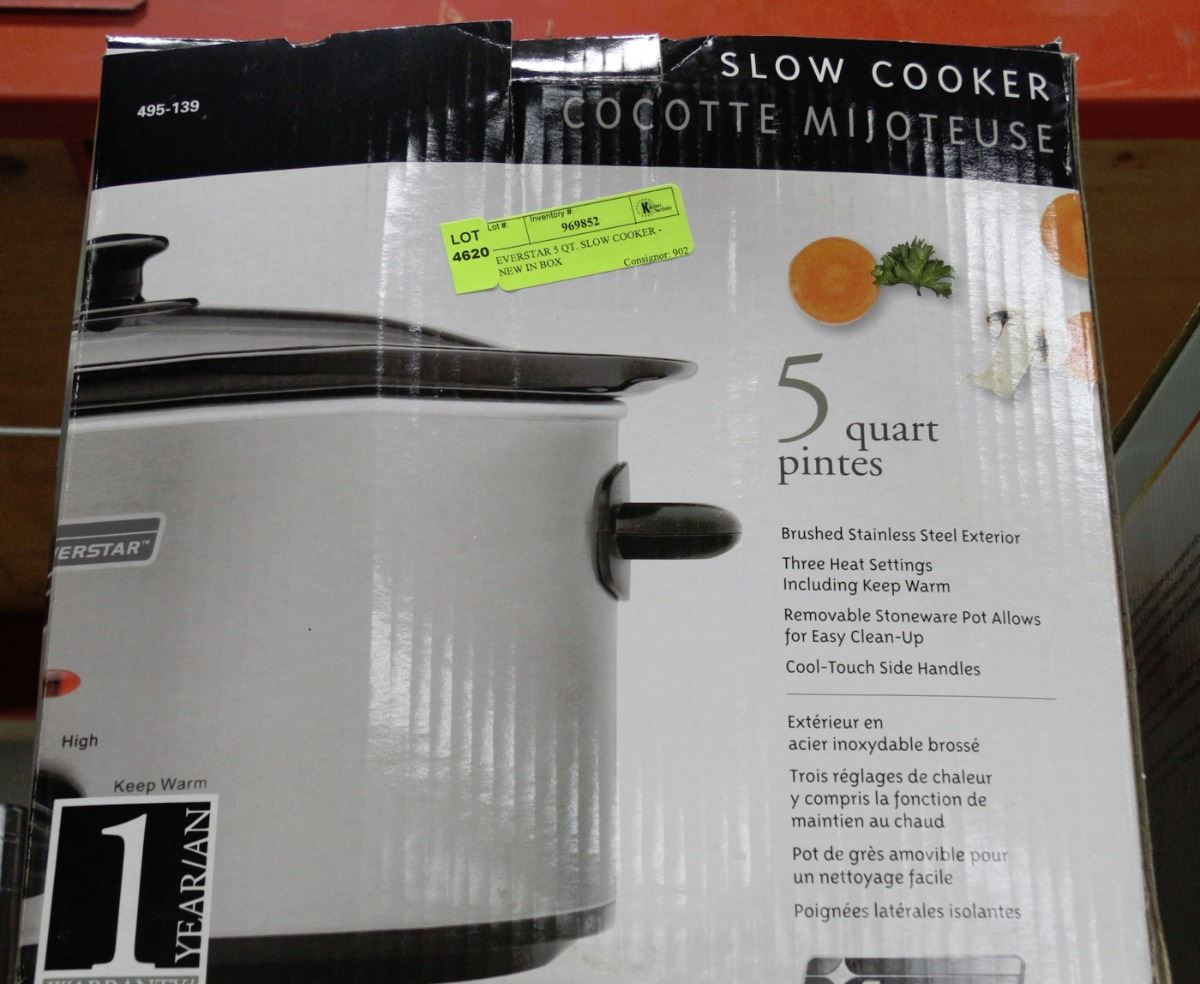 495-139
SLOW COOKER
COCOTTE MIJOTEUSE
LOT
4620
Lot #:
Inventory #:
969852
EVERSTAR 5 QT. SLOW COOKER -
NEW IN BOX
Consignor: 902
5 quart
pintes
VERSTAR™
Brushed Stainless Steel Exterior
Three Heat Settings
Including Keep Warm
Removable Stoneware Pot Allows
for Easy Clean-Up
Cool-Touch Side Handles
Extérieur en
acier inoxydable brossé
Trois réglages de chaleur
y compris la fonction de
maintien au chaud
Pot de grès amovible pour
un nettoyage facile
Poignées latérales isolantes
High
Keep Warm
1
YEAR/AN
WARRANTY/